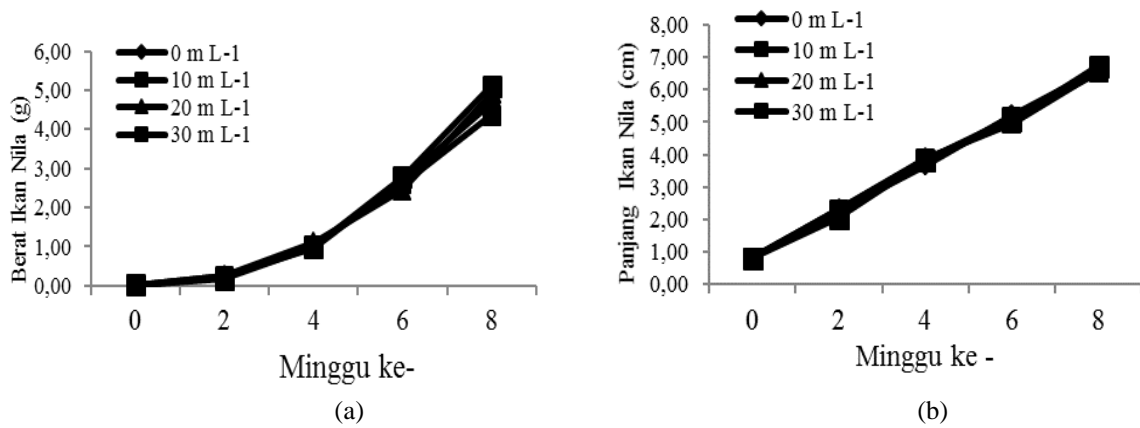 6,00
5,00
4,00
3,00
2,00
1,00
0,00
Berat Ikan Nila (g)
0 m L-1
10 m L-1
20 m L-1
30 m L-1
0 2 4 6 8
Minggu ke-
(a)
8,00
7,00
6,00
5,00
4,00
3,00
2,00
1,00
0,00
Panjang Ikan Nila (cm)
0 m L-1
10 m L-1
20 m L-1
30 m L-1
0 2 4 6 8
Minggu ke -
(b)